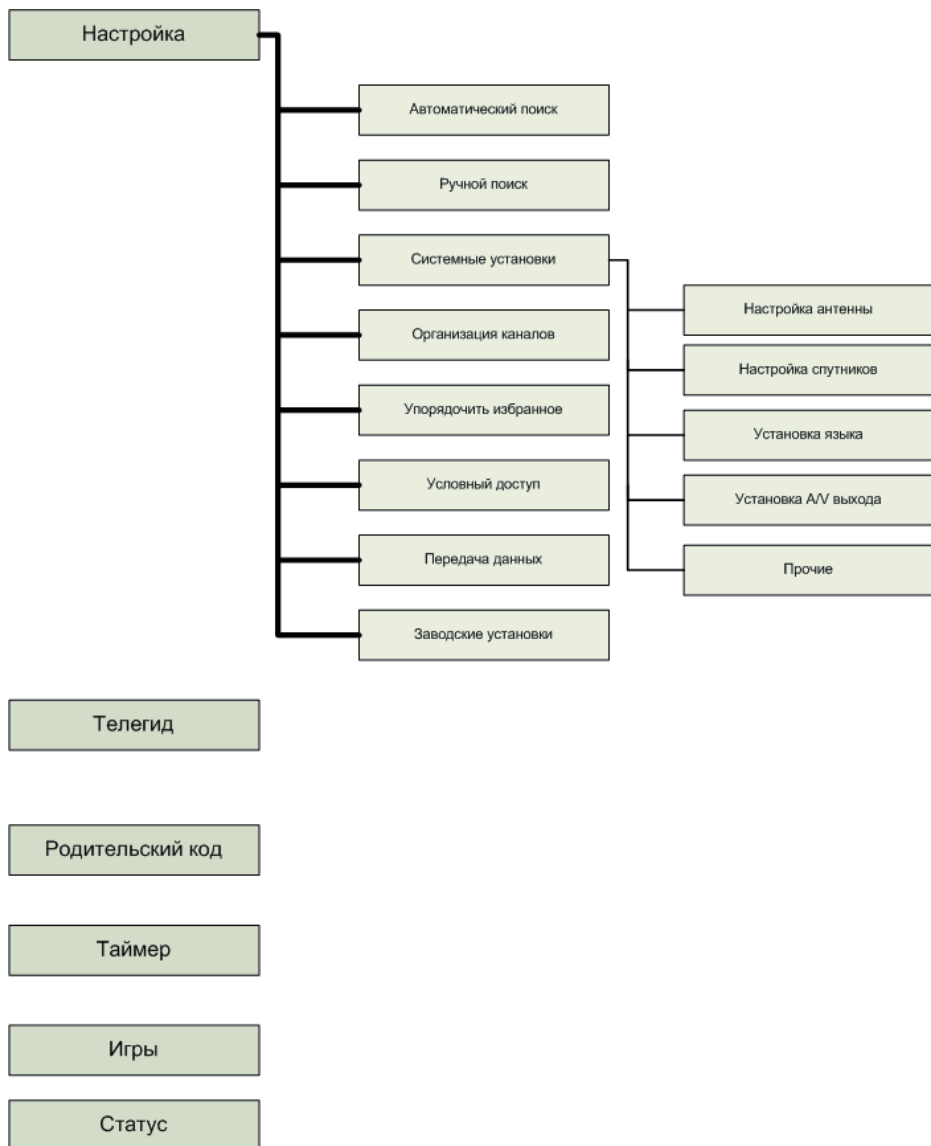 Настройка
Автоматический поиск
Ручной поиск
Системные установки
Настройка антенны
Настройка спутников
Установка языка
Установка A/V выхода
Прочие
Организация каналов
Упорядочить избранное
Условный доступ
Передача данных
Заводские установки
Телегид
Родительский код
Таймер
Игры
Статус